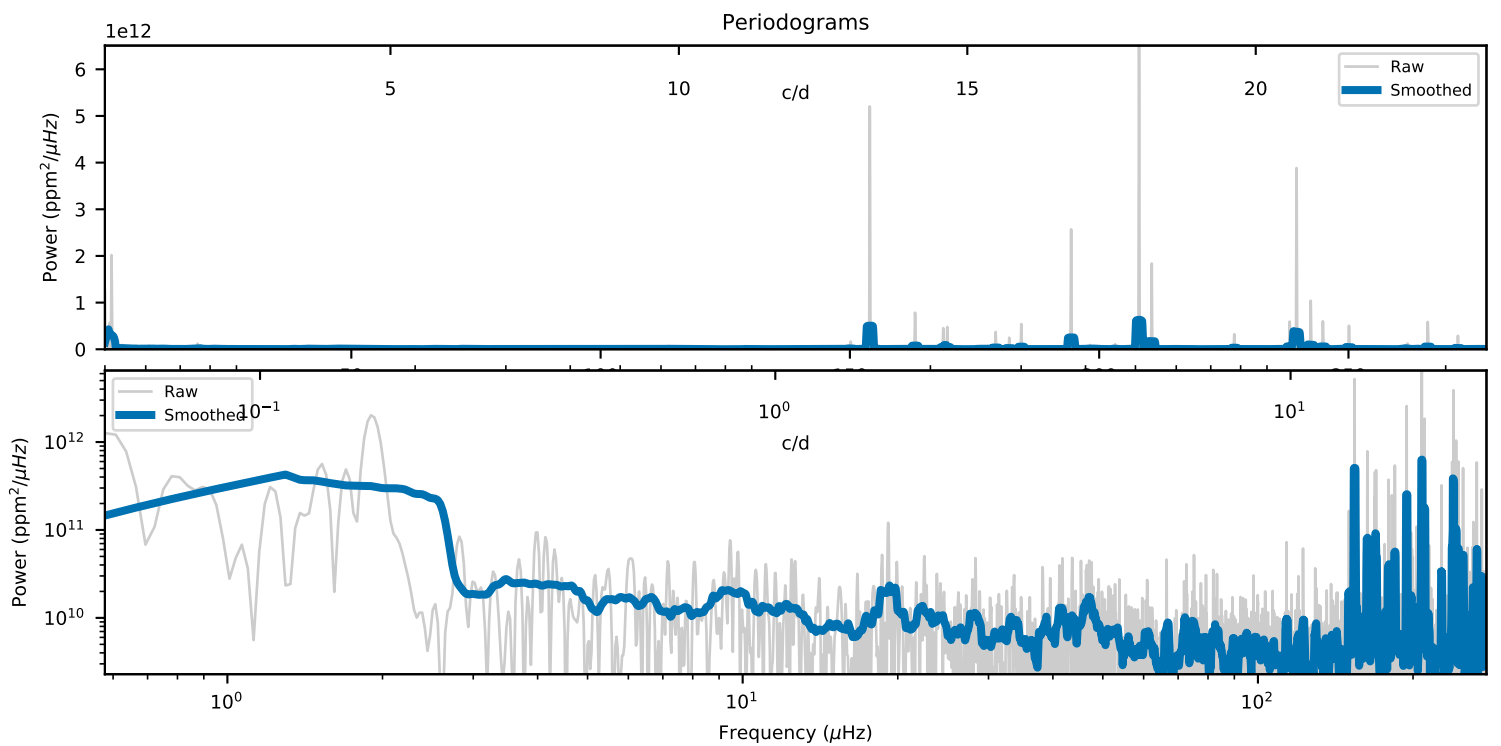 Periodograms
1e12
5 10 15 20
c/d
Raw
Smoothed
6
5
4
3
2
1
0
Power (ppm²/μHz)
Raw
Smoothed
10⁻¹ 10⁰ 10¹
c/d
10¹²
10¹¹
10¹⁰
Power (ppm²/μHz)
10⁰ 10¹ 10²
Frequency (μHz)